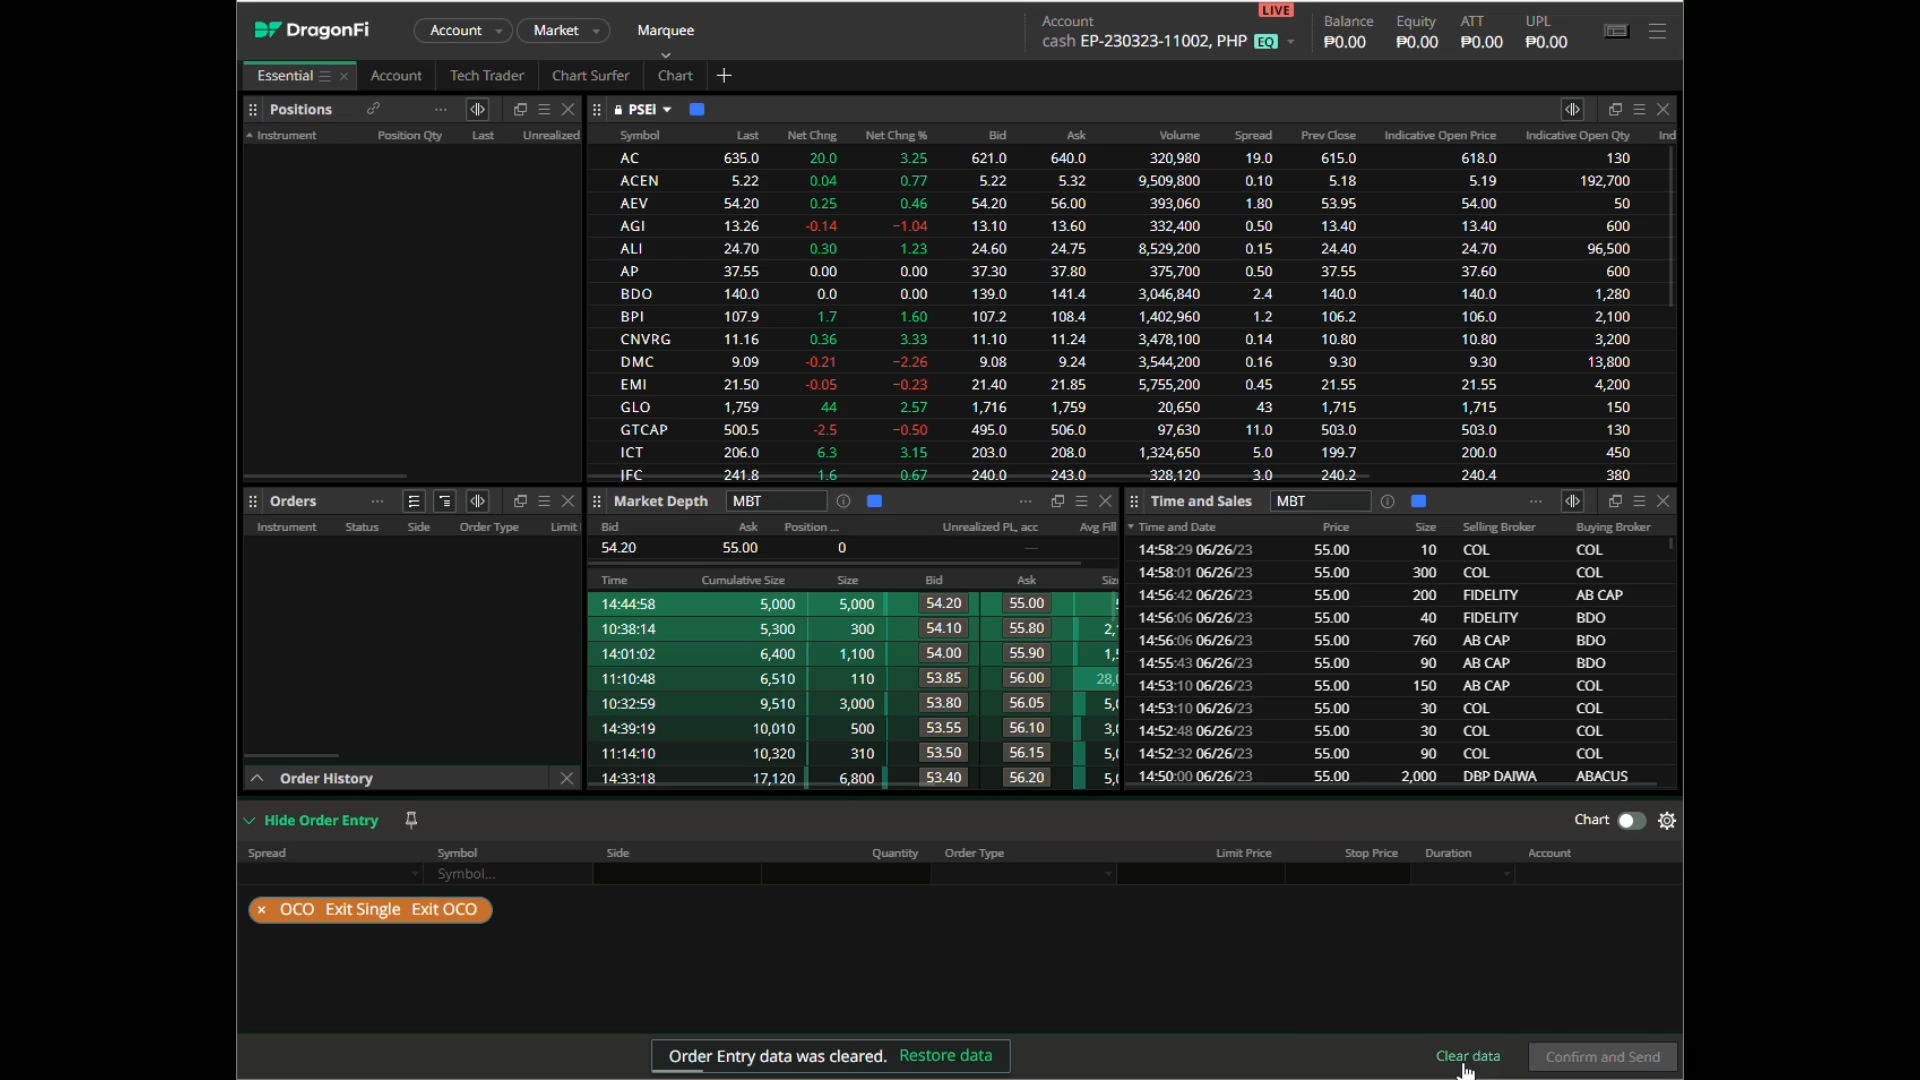 DragonFi Account Market Marquee
LIVE
Account Balance Equity ATT UPL
cash EP-230323-11002, PHP EQ ₱0.00 ₱0.00 ₱0.00 ₱0.00
Essential Account Tech Trader Chart Surfer Chart
Positions
Instrument Position Qty Last Unrealized
PSEi
Symbol Last Net Chng Net Chng % Bid Ask Volume Spread Prev Close Indicative Open Price Indicative Open Qty Ind
AC 635.0 20.0 3.25 621.0 640.0 320,980 19.0 615.0 618.0 130
ACEN 5.22 0.04 0.77 5.22 5.32 9,509,800 0.10 5.18 5.19 192,700
AEV 54.20 0.25 0.46 54.20 56.00 393,060 1.80 53.95 54.00 50
AGI 13.26 -0.14 -1.04 13.10 13.60 332,400 0.50 13.40 13.40 600
ALI 24.70 0.30 1.23 24.60 24.75 8,529,200 0.15 24.40 24.70 96,500
AP 37.55 0.00 0.00 37.30 37.80 375,700 0.50 37.55 37.60 600
BDO 140.0 0.0 0.00 139.0 141.4 3,046,840 2.4 140.0 140.0 1,280
BPI 107.9 1.7 1.60 107.2 108.4 1,402,960 1.2 106.2 106.0 2,100
CNVRG 11.16 0.36 3.33 11.10 11.24 3,478,100 0.14 10.80 10.80 3,200
DMC 9.09 -0.21 -2.26 9.08 9.24 3,544,200 0.16 9.30 9.30 13,800
EMI 21.50 -0.05 -0.23 21.40 21.85 5,755,200 0.45 21.55 21.55 4,200
GLO 1,759 44 2.57 1,716 1,759 20,650 43 1,715 1,715 150
GTCAP 500.5 -2.5 -0.50 495.0 506.0 97,630 11.0 503.0 503.0 130
ICT 206.0 6.3 3.15 203.0 208.0 1,324,650 5.0 199.7 200.0 450
JFC 241.8 1.6 0.67 240.0 243.0 328,120 3.0 240.2 240.4 380
Orders
Instrument Status Side Order Type Limit
Order History
Market Depth MBT
Bid Ask Position ... Unrealized PL, acc Avg Fill
54.20 55.00 0 —
Time Cumulative Size Size Bid Ask Siz
14:44:58 5,000 5,000 54.20 55.00
10:38:14 5,300 300 54.10 55.80 2,
14:01:02 6,400 1,100 54.00 55.90 1,
11:10:48 6,510 110 53.85 56.00 28,
10:32:59 9,510 3,000 53.80 56.05 5,
14:39:19 10,010 500 53.55 56.10 3,
11:14:10 10,320 310 53.50 56.15 5,
14:33:18 17,120 6,800 53.40 56.20 5,
Time and Sales MBT
Time and Date Price Size Selling Broker Buying Broker
14:58:29 06/26/23 55.00 10 COL COL
14:58:01 06/26/23 55.00 300 COL COL
14:56:42 06/26/23 55.00 200 FIDELITY AB CAP
14:56:06 06/26/23 55.00 40 FIDELITY BDO
14:56:06 06/26/23 55.00 760 AB CAP BDO
14:55:43 06/26/23 55.00 90 AB CAP BDO
14:53:10 06/26/23 55.00 150 AB CAP COL
14:53:10 06/26/23 55.00 30 COL COL
14:52:48 06/26/23 55.00 30 COL COL
14:52:32 06/26/23 55.00 90 COL COL
14:50:00 06/26/23 55.00 2,000 DBP DAIWA ABACUS
Hide Order Entry Chart
Spread Symbol Side Quantity Order Type Limit Price Stop Price Duration Account
Symbol...
× OCO Exit Single Exit OCO
Order Entry data was cleared. Restore data Clear data Confirm and Send